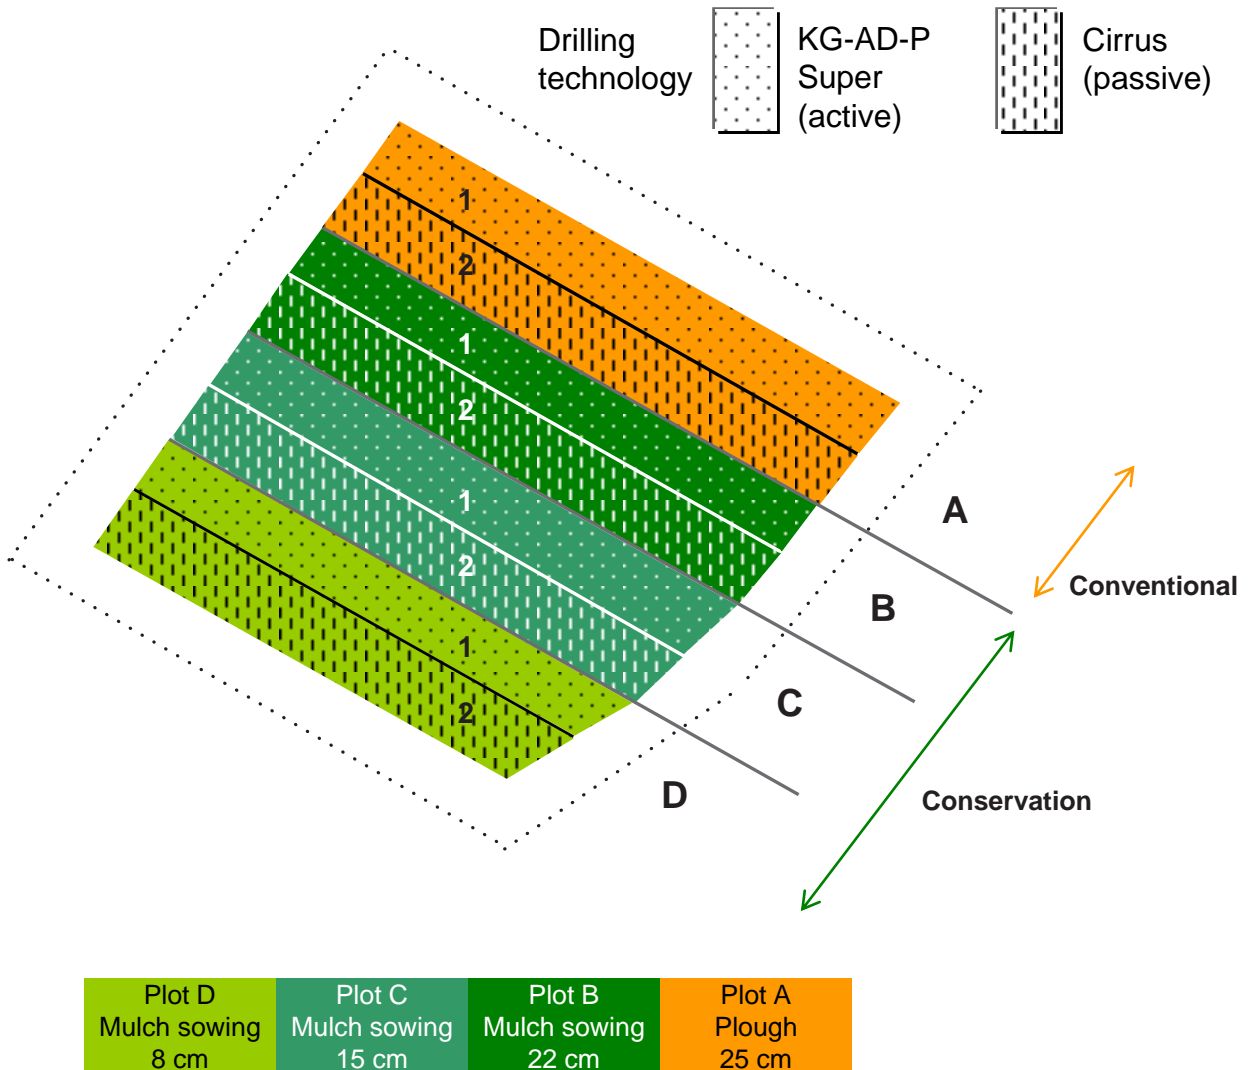 Drilling
technology
KG-AD-P
Super
(active)
Cirrus
(passive)
1
2
1
2
1
2
1
2
A
B
C
D
Conventional
Conservation
Plot D
Mulch sowing
8 cm
Plot C
Mulch sowing
15 cm
Plot B
Mulch sowing
22 cm
Plot A
Plough
25 cm